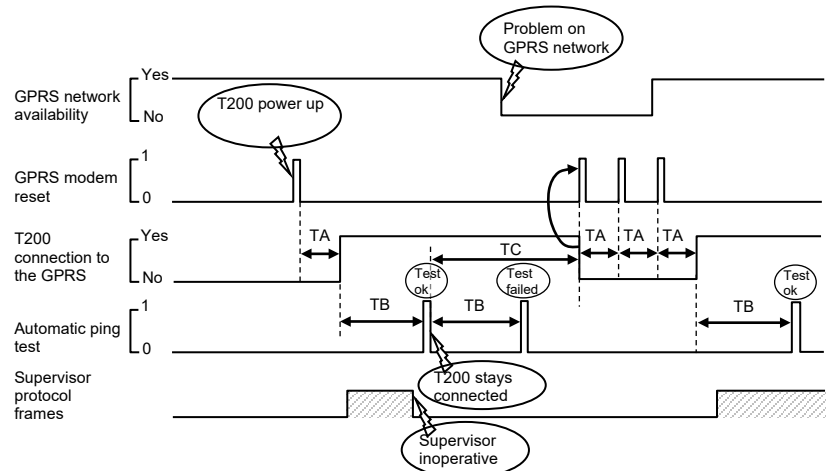 Problem on
GPRS network
GPRS network
availability
Yes
No
T200 power up
GPRS modem
reset
1
0
T200
connection to
the GPRS
Yes
No
TA
TC
TA
TA
TA
Test
ok
Test
failed
Test
ok
Automatic ping
test
1
0
TB
TB
TB
T200 stays
connected
Supervisor
protocol
frames
Supervisor
inoperative